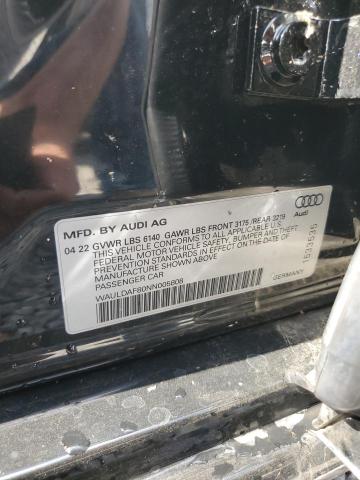 MFD. BY AUDI AG
Audi
04 22 GVWR LBS 6140 GAWR LBS FRONT 3175 /REAR 3219
THIS VEHICLE CONFORMS TO ALL APPLICABLE U.S.
FEDERAL MOTOR VEHICLE SAFETY, BUMPER AND THEFT
PREVENTION STANDARDS IN EFFECT ON THE DATE OF
MANUFACTURE SHOWN ABOVE
PASSENGER CAR
WAULDAF80NN005808
GERMANY
1593535